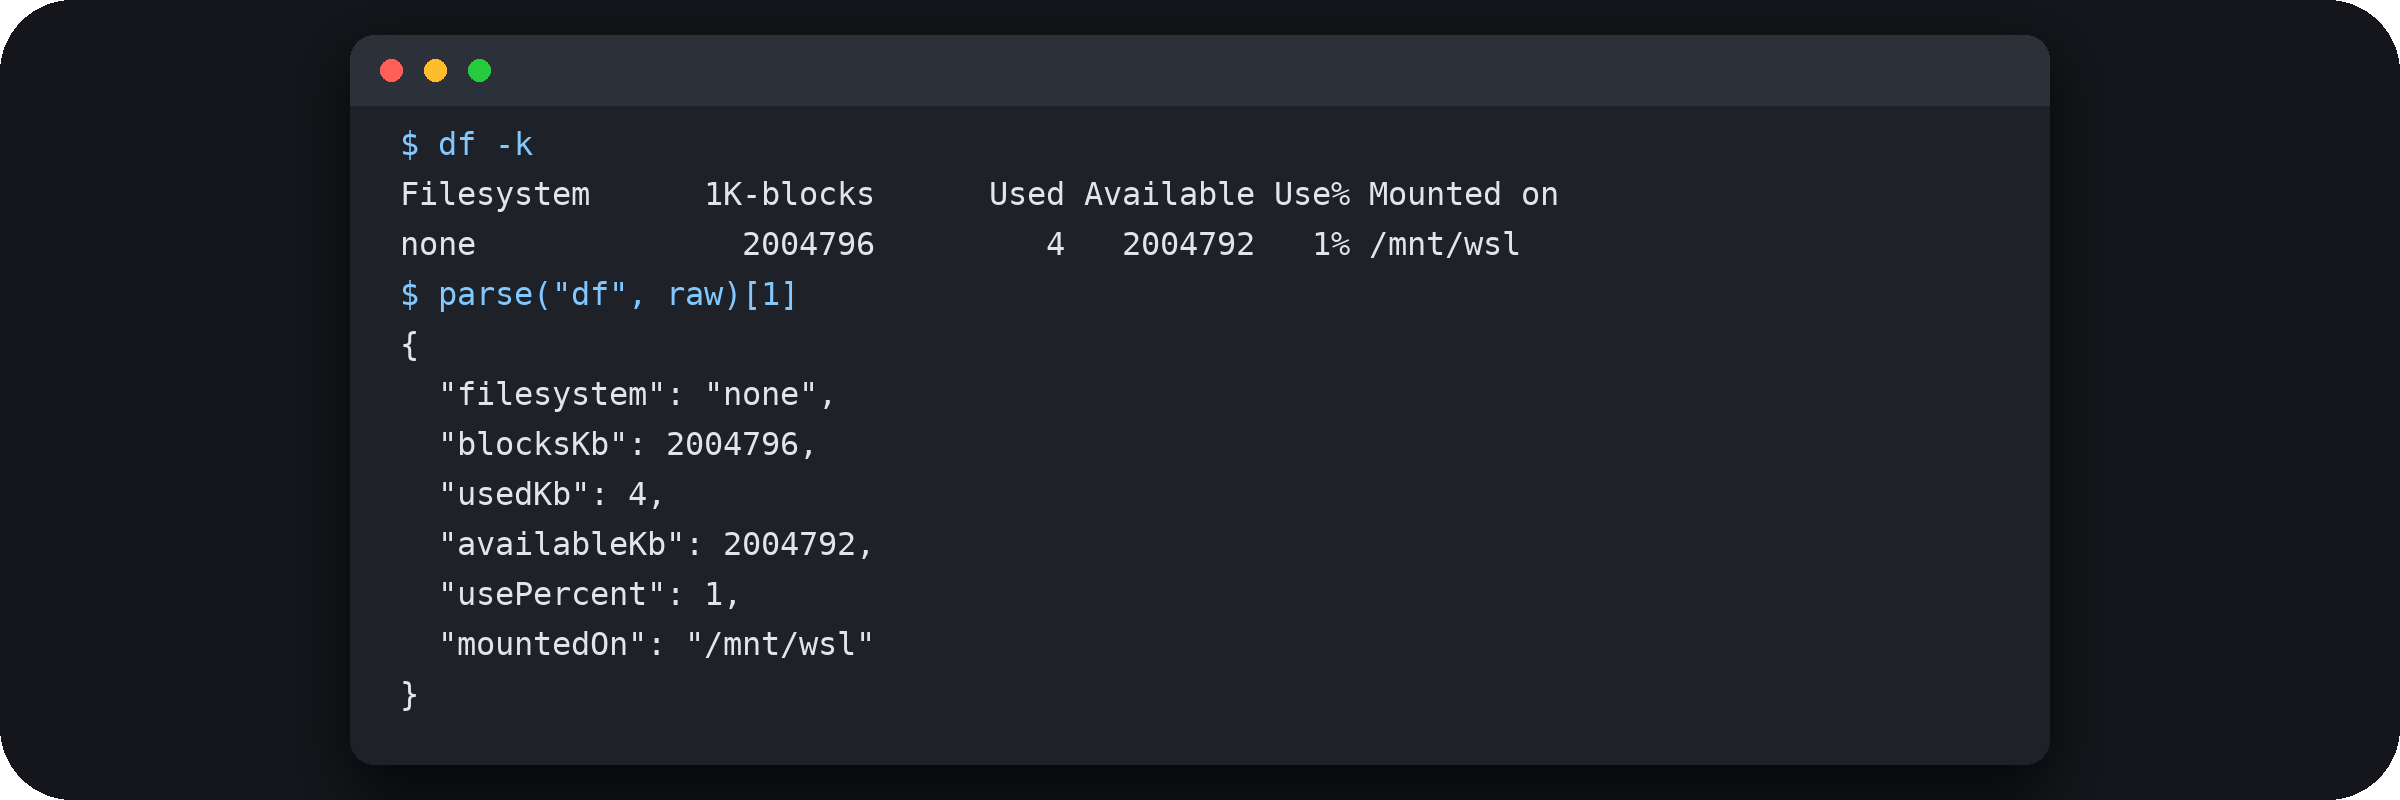 $ df -k
Filesystem      1K-blocks      Used Available Use% Mounted on
none              2004796         4   2004792   1% /mnt/wsl
$ parse("df", raw)[1]
{
  "filesystem": "none",
  "blocksKb": 2004796,
  "usedKb": 4,
  "availableKb": 2004792,
  "usePercent": 1,
  "mountedOn": "/mnt/wsl"
}